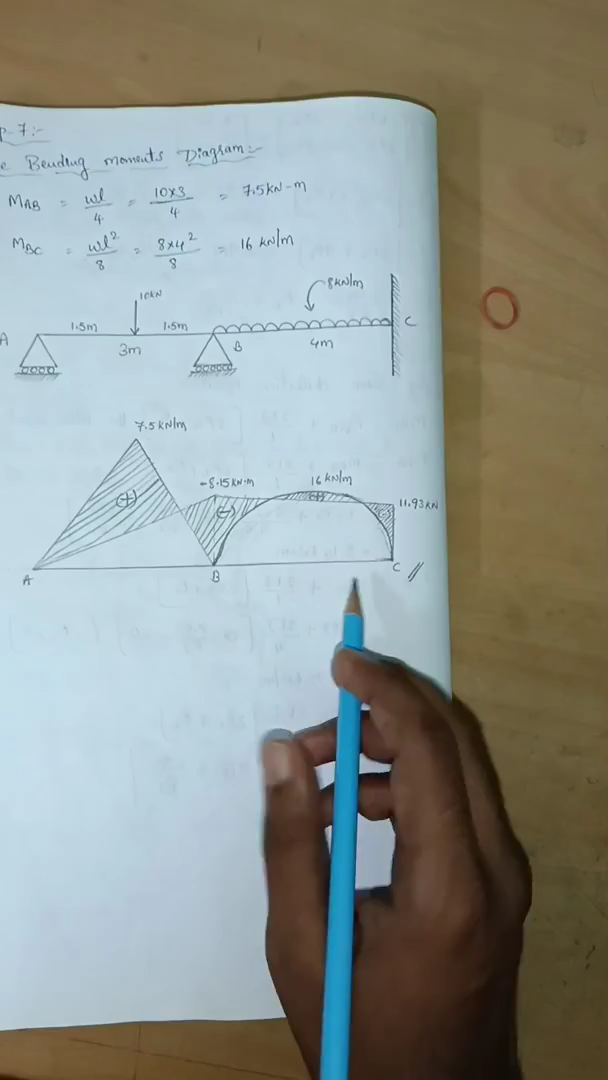 p-7:-
e Bending moments Diagram:-
MAB = wl/4 = 10×3/4 = 7.5kN-m
MBC = wl²/8 = 8×4²/8 = 16 kN/m
10kN
8kN/m
A 1.5m 1.5m C
3m B 4m
7.5kN/m
-8.15kN·m 16 kN/m
(+) (-) (+) (-) 11.93kN
A B C //